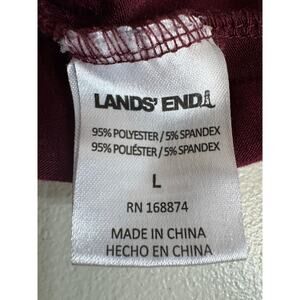 LANDS' END
95% POLYESTER / 5% SPANDEX
95% POLIÉSTER / 5% SPANDEX
L
RN 168874
MADE IN CHINA
HECHO EN CHINA